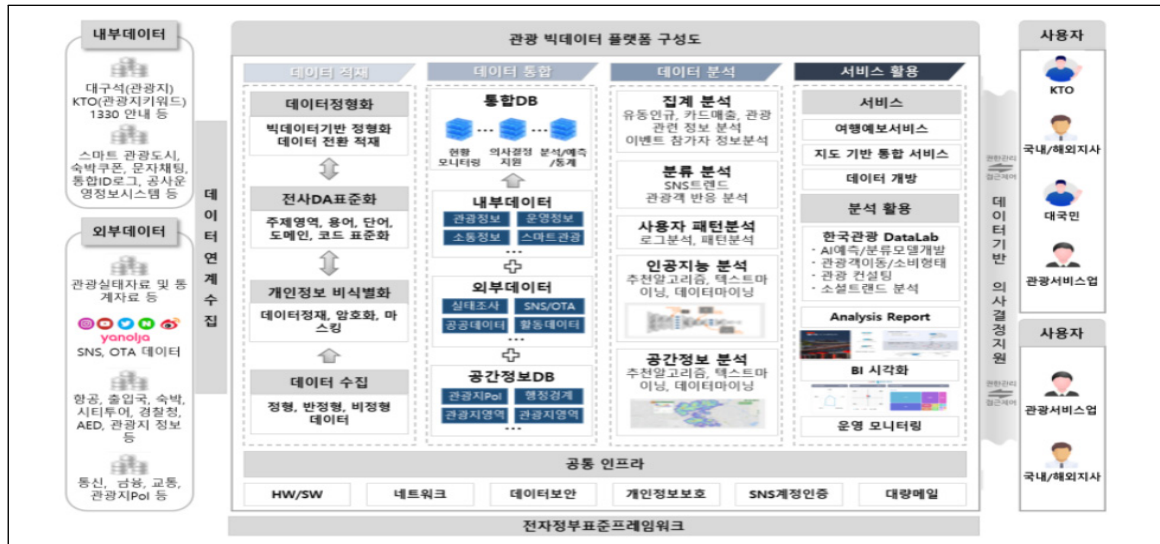 관광 빅데이터 플랫폼 구성도
내부데이터
대구석(관광지)
KTO(관광지키워드)
1330 안내 등
스마트 관광도시,
숙박쿠폰, 문자채팅,
통합ID로그, 공사운
영정보시스템 등
외부데이터
관광실태자료 및 통
계자료 등
yanolja
SNS, OTA 데이터
항공, 출입국, 숙박,
시티투어, 경찰청,
AED, 관광지 정보
등
통신, 금융, 교통,
관광지PoI 등
데이터연계수집
데이터 적재
데이터정형화
빅데이터기반 정형화
데이터 전환 적재
전사DA표준화
주제영역, 용어, 단어,
도메인, 코드 표준화
개인정보 비식별화
데이터정재, 암호화, 마
스킹
데이터 수집
정형, 반정형, 비정형
데이터
데이터 통합
통합DB
현황
모니터링
의사결정
지원
분석/예측
/통계
내부데이터
관광정보
운영정보
소통정보
스마트관광
...
외부데이터
실태조사
SNS/OTA
공공데이터
활동데이터
...
공간정보DB
관광지PoI
행정경계
관광지영역
관광지영역
...
데이터 분석
집계 분석
유동인규, 카드매출, 관광
관련 정보 분석
이벤트 참가자 정보분석
분류 분석
SNS트렌드
관광객 반응 분석
사용자 패턴분석
로그분석, 패턴분석
인공지능 분석
추천알고리즘, 텍스트마
이닝, 데이터마이닝
공간정보 분석
추천알고리즘, 텍스트마
이닝, 데이터마이닝
서비스 활용
서비스
여행예보서비스
지도 기반 통합 서비스
데이터 개방
분석 활용
한국관광 DataLab
· AI예측/분류모델개발
· 관광객이동/소비형태
· 관광 컨설팅
· 소셜트랜드 분석
Analysis Report
BI 시각화
운영 모니터링
권한관리
접근제어
데이터기반 의사결정지원
권한관리
접근제어
사용자
KTO
국내/해외지사
대국민
관광서비스업
사용자
관광서비스업
국내/해외지사
공통 인프라
HW/SW
네트워크
데이터보안
개인정보보호
SNS계정인증
대량메일
전자정부표준프레임워크